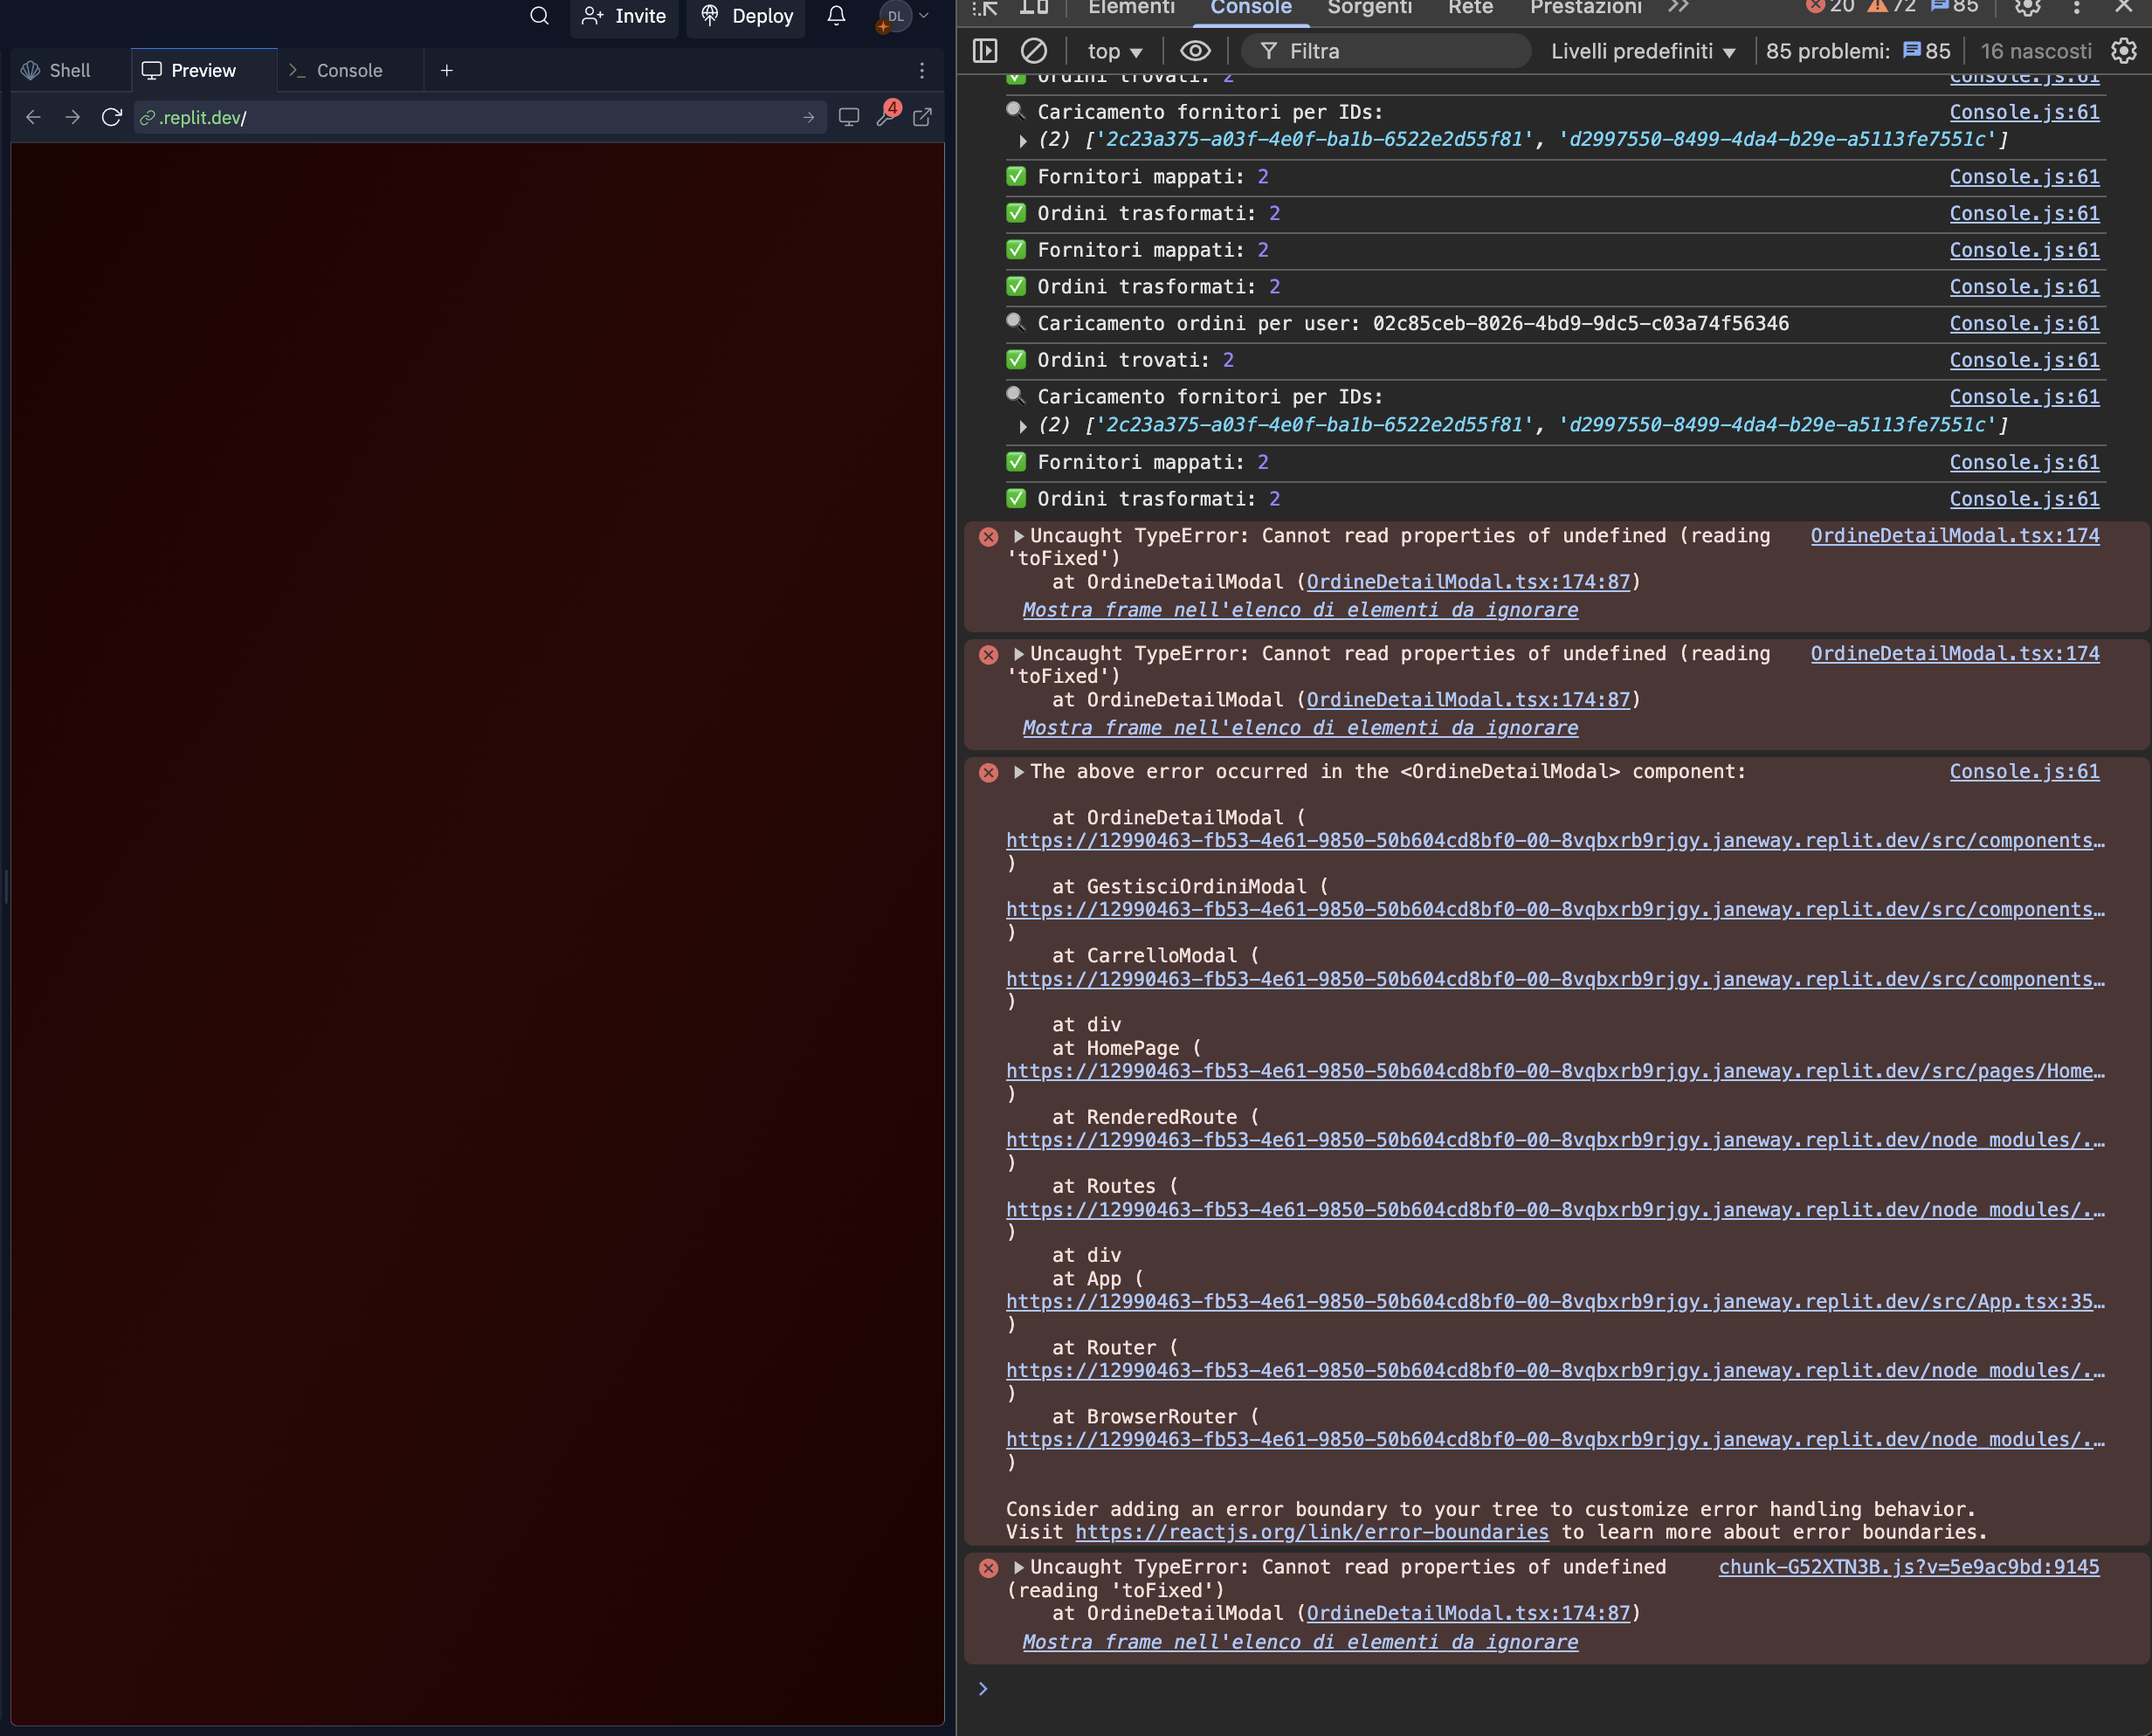 Invite
Deploy
DL
Shell
Preview
Console
+
.replit.dev/
4
Elementi
Console
Sorgenti
Rete
Prestazioni
20
72
85
top
Filtra
Livelli predefiniti
85 problemi:
85
16 nascosti
Ordini trovati: 2
Console.js:61
Caricamento fornitori per IDs:
Console.js:61
(2) ['2c23a375-a03f-4e0f-ba1b-6522e2d55f81', 'd2997550-8499-4da4-b29e-a5113fe7551c']
Fornitori mappati: 2
Console.js:61
Ordini trasformati: 2
Console.js:61
Fornitori mappati: 2
Console.js:61
Ordini trasformati: 2
Console.js:61
Caricamento ordini per user: 02c85ceb-8026-4bd9-9dc5-c03a74f56346
Console.js:61
Ordini trovati: 2
Console.js:61
Caricamento fornitori per IDs:
Console.js:61
(2) ['2c23a375-a03f-4e0f-ba1b-6522e2d55f81', 'd2997550-8499-4da4-b29e-a5113fe7551c']
Fornitori mappati: 2
Console.js:61
Ordini trasformati: 2
Console.js:61
Uncaught TypeError: Cannot read properties of undefined (reading
OrdineDetailModal.tsx:174
'toFixed')
at OrdineDetailModal (OrdineDetailModal.tsx:174:87)
Mostra frame nell'elenco di elementi da ignorare
Uncaught TypeError: Cannot read properties of undefined (reading
OrdineDetailModal.tsx:174
'toFixed')
at OrdineDetailModal (OrdineDetailModal.tsx:174:87)
Mostra frame nell'elenco di elementi da ignorare
The above error occurred in the <OrdineDetailModal> component:
Console.js:61
at OrdineDetailModal (
https://12990463-fb53-4e61-9850-50b604cd8bf0-00-8vqbxrb9rjgy.janeway.replit.dev/src/components…
)
at GestisciOrdiniModal (
https://12990463-fb53-4e61-9850-50b604cd8bf0-00-8vqbxrb9rjgy.janeway.replit.dev/src/components…
)
at CarrelloModal (
https://12990463-fb53-4e61-9850-50b604cd8bf0-00-8vqbxrb9rjgy.janeway.replit.dev/src/components…
)
at div
at HomePage (
https://12990463-fb53-4e61-9850-50b604cd8bf0-00-8vqbxrb9rjgy.janeway.replit.dev/src/pages/Home…
)
at RenderedRoute (
https://12990463-fb53-4e61-9850-50b604cd8bf0-00-8vqbxrb9rjgy.janeway.replit.dev/node_modules/.…
)
at Routes (
https://12990463-fb53-4e61-9850-50b604cd8bf0-00-8vqbxrb9rjgy.janeway.replit.dev/node_modules/.…
)
at div
at App (
https://12990463-fb53-4e61-9850-50b604cd8bf0-00-8vqbxrb9rjgy.janeway.replit.dev/src/App.tsx:35…
)
at Router (
https://12990463-fb53-4e61-9850-50b604cd8bf0-00-8vqbxrb9rjgy.janeway.replit.dev/node_modules/.…
)
at BrowserRouter (
https://12990463-fb53-4e61-9850-50b604cd8bf0-00-8vqbxrb9rjgy.janeway.replit.dev/node_modules/.…
)
Consider adding an error boundary to your tree to customize error handling behavior.
Visit https://reactjs.org/link/error-boundaries to learn more about error boundaries.
Uncaught TypeError: Cannot read properties of undefined
chunk-G52XTN3B.js?v=5e9ac9bd:9145
(reading 'toFixed')
at OrdineDetailModal (OrdineDetailModal.tsx:174:87)
Mostra frame nell'elenco di elementi da ignorare